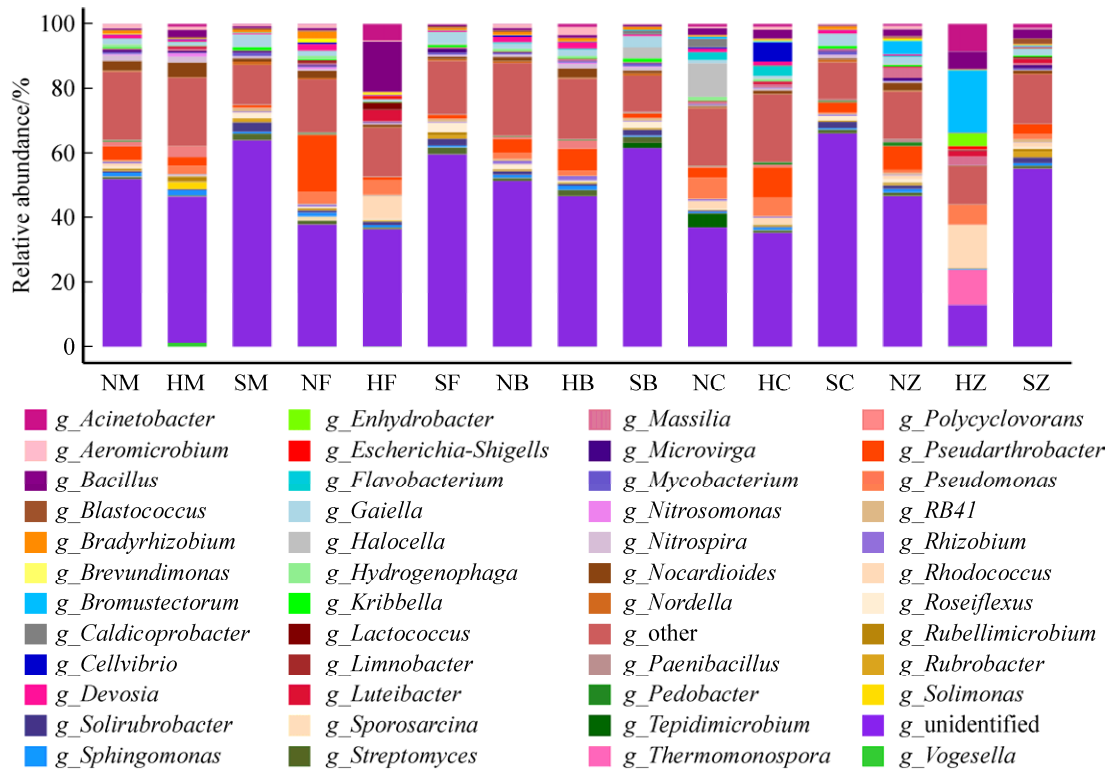 Relative abundance/%
100
80
60
40
20
0
NM HM SM NF HF SF NB HB SB NC HC SC NZ HZ SZ
g_Acinetobacter g_Enhydrobacter g_Massilia g_Polycyclovorans
g_Aeromicrobium g_Escherichia-Shigells g_Microvirga g_Pseudarthrobacter
g_Bacillus g_Flavobacterium g_Mycobacterium g_Pseudomonas
g_Blastococcus g_Gaiella g_Nitrosomonas g_RB41
g_Bradyrhizobium g_Halocella g_Nitrospira g_Rhizobium
g_Brevundimonas g_Hydrogenophaga g_Nocardioides g_Rhodococcus
g_Bromustectorum g_Kribbella g_Nordella g_Roseiflexus
g_Caldicoprobacter g_Lactococcus g_other g_Rubellimicrobium
g_Cellvibrio g_Limnobacter g_Paenibacillus g_Rubrobacter
g_Devosia g_Luteibacter g_Pedobacter g_Solimonas
g_Solirubrobacter g_Sporosarcina g_Tepidimicrobium g_unidentified
g_Sphingomonas g_Streptomyces g_Thermomonospora g_Vogesella